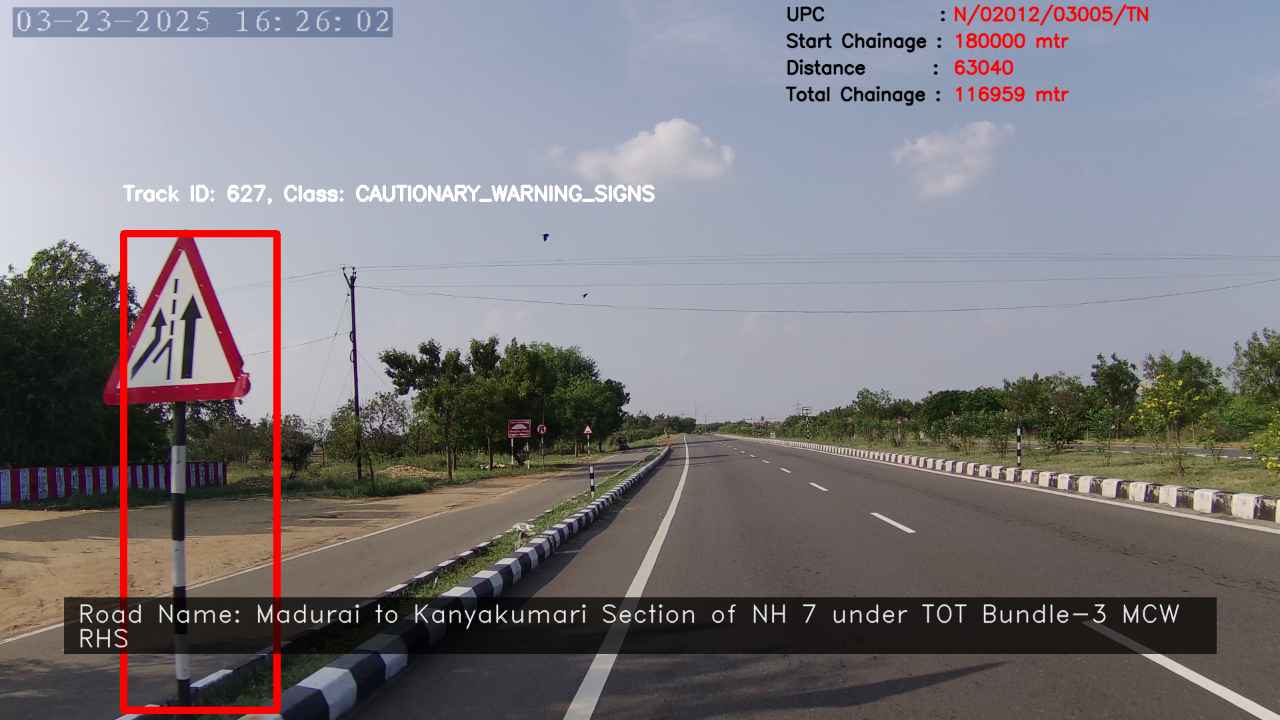 03-23-2025 16:26:02
UPC : N/02012/03005/TN
Start Chainage : 180000 mtr
Distance : 63040
Total Chainage : 116959 mtr
Track ID: 627, Class: CAUTIONARY_WARNING_SIGNS
Road Name: Madurai to Kanyakumari Section of NH 7 under TOT Bundle-3 MCW
RHS